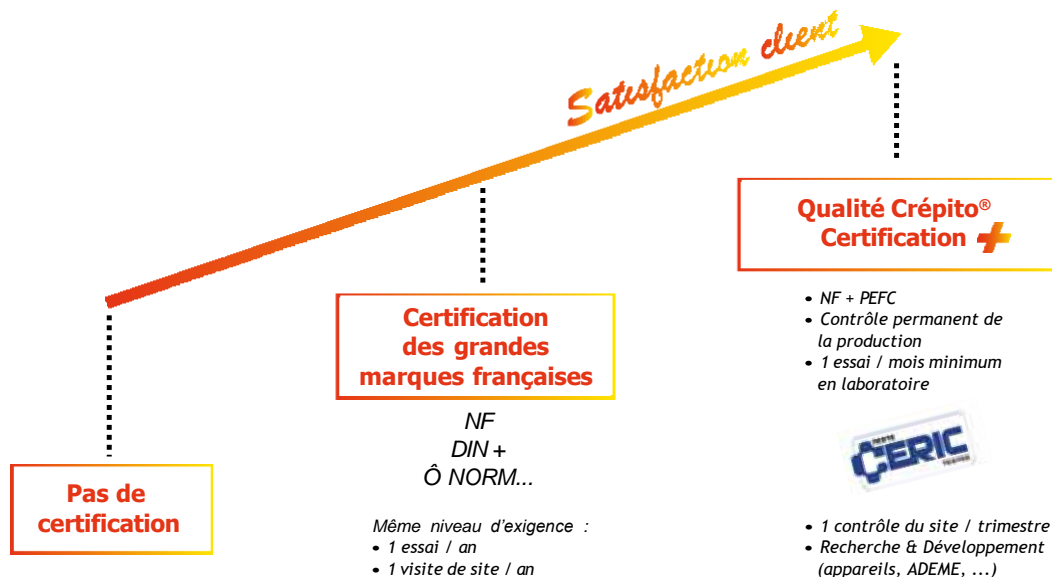 Satisfaction client
Qualité Crépito®
Certification +
• NF + PEFC
• Contrôle permanent de
la production
• 1 essai / mois minimum
en laboratoire
TESTS
CERIC
TESTED
• 1 contrôle du site / trimestre
• Recherche & Développement
(appareils, ADEME, ...)
Certification
des grandes
marques françaises
NF
DIN +
Ô NORM...
Même niveau d’exigence :
• 1 essai / an
• 1 visite de site / an
Pas de
certification